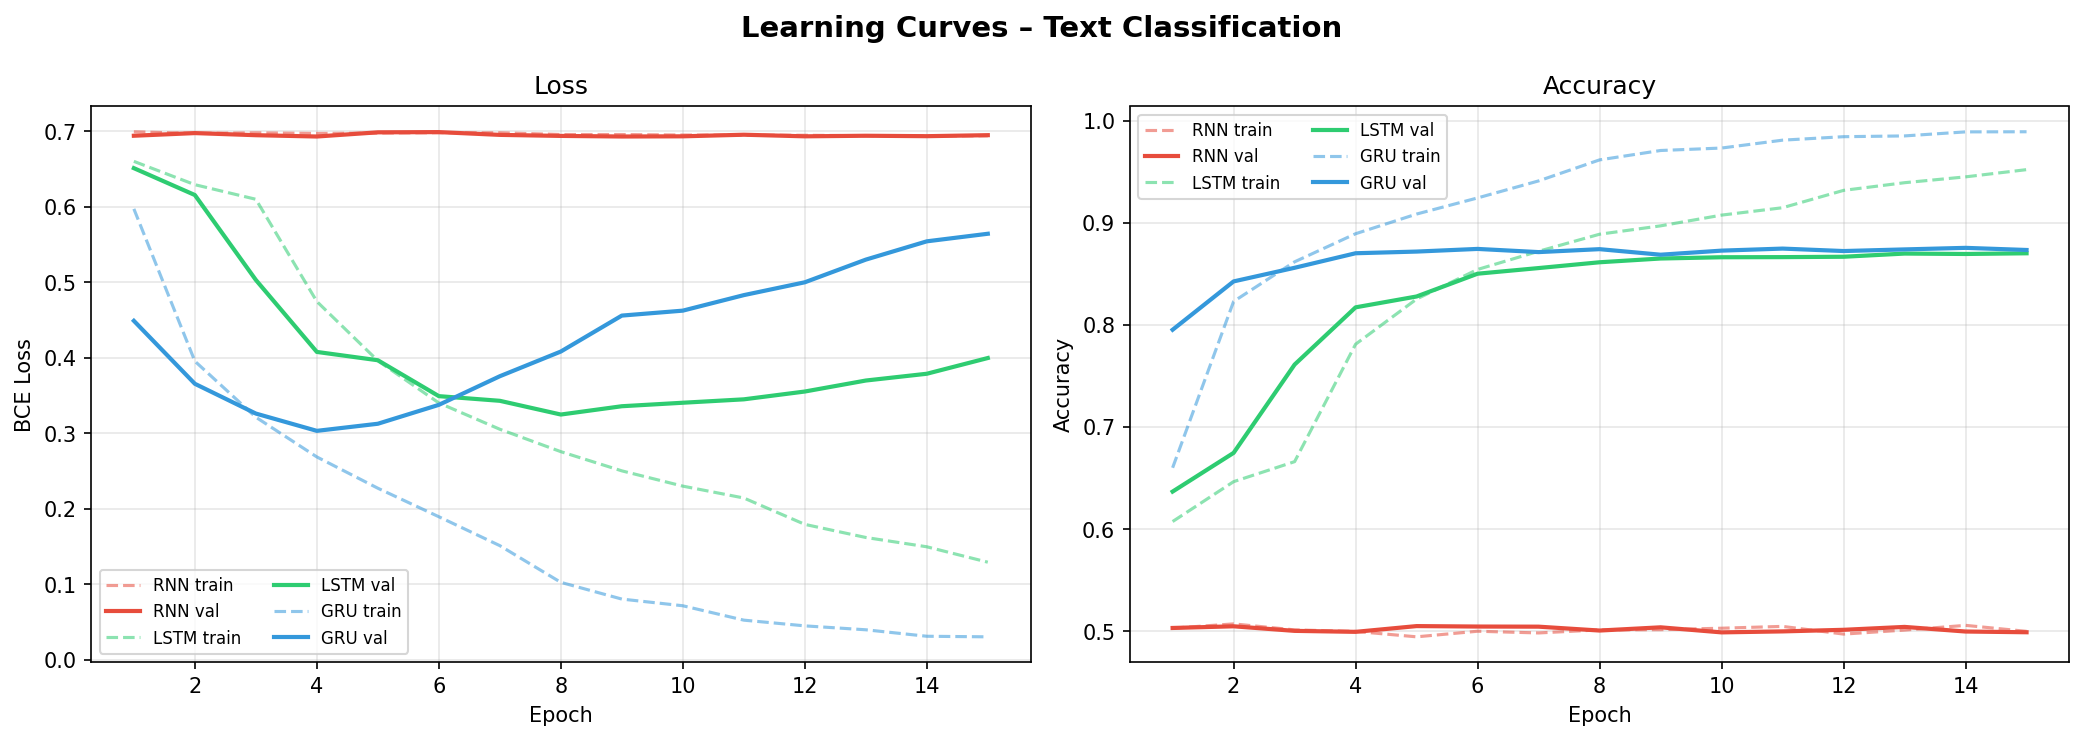 Learning Curves – Text Classification
Loss
BCE Loss
0.7
0.6
0.5
0.4
0.3
0.2
0.1
0.0
RNN train
RNN val
LSTM train
LSTM val
GRU train
GRU val
2 4 6 8 10 12 14
Epoch
Accuracy
Accuracy
1.0
0.9
0.8
0.7
0.6
0.5
RNN train
RNN val
LSTM train
LSTM val
GRU train
GRU val
2 4 6 8 10 12 14
Epoch